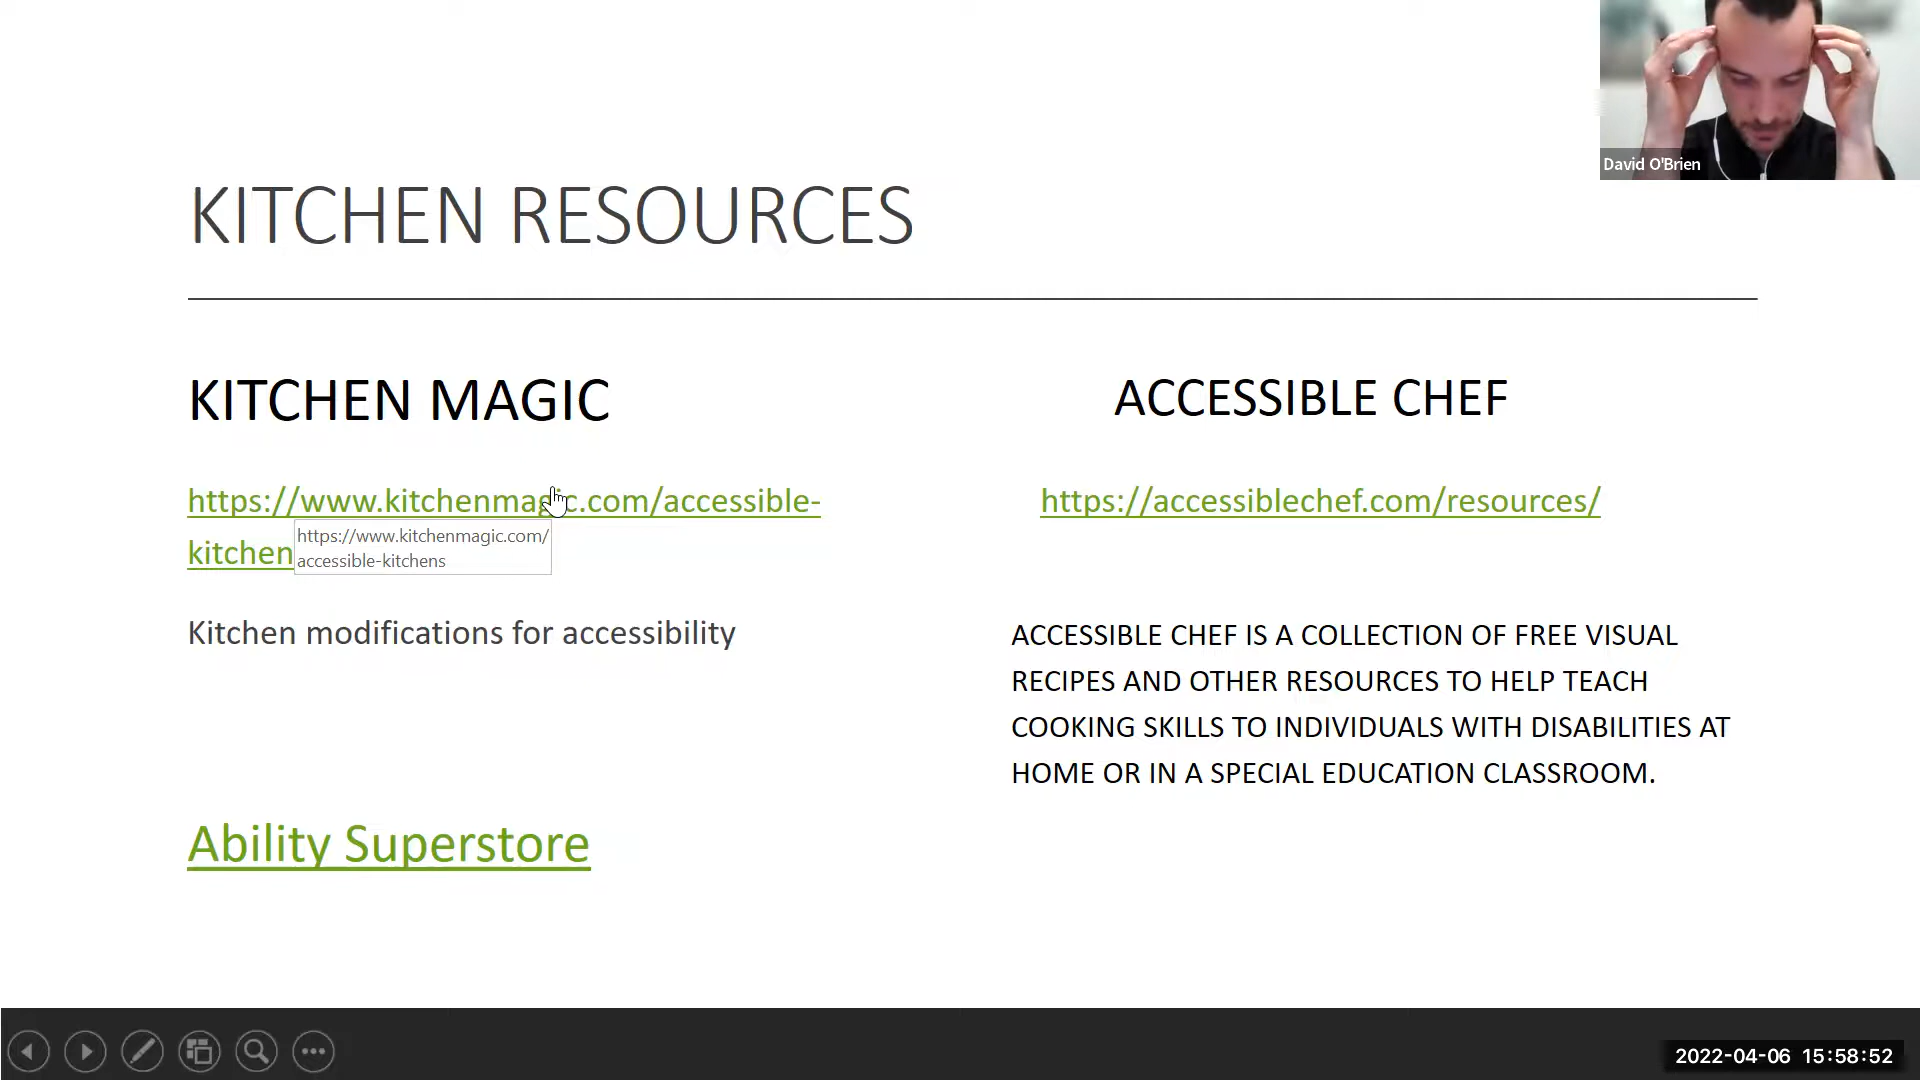 David O'Brien
KITCHEN RESOURCES
KITCHEN MAGIC
https://www.kitchenmagic.com/accessible-
kitchen
https://www.kitchenmagic.com/
accessible-kitchens
Kitchen modifications for accessibility
Ability Superstore
ACCESSIBLE CHEF
https://accessiblechef.com/resources/
ACCESSIBLE CHEF IS A COLLECTION OF FREE VISUAL
RECIPES AND OTHER RESOURCES TO HELP TEACH
COOKING SKILLS TO INDIVIDUALS WITH DISABILITIES AT
HOME OR IN A SPECIAL EDUCATION CLASSROOM.
2022-04-06 15:58:52